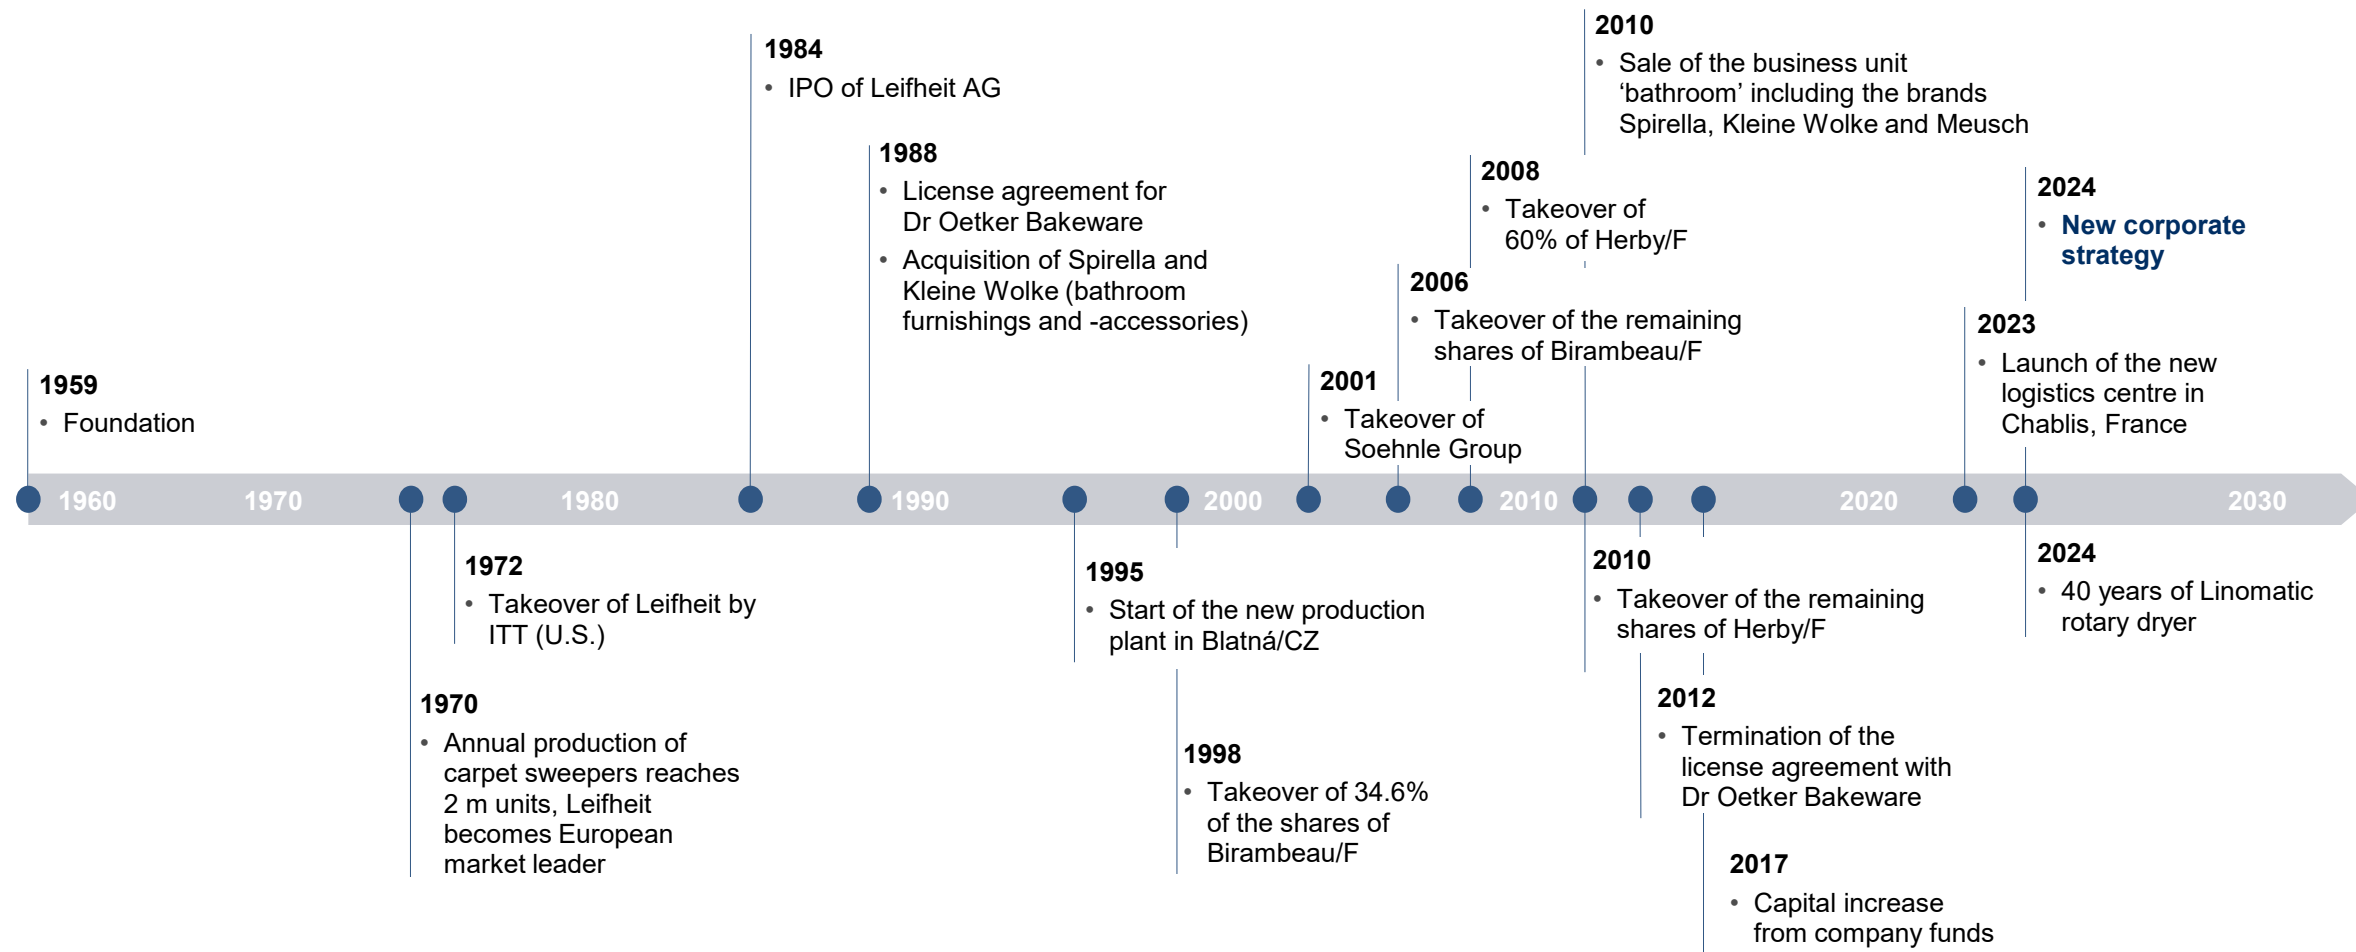 1959
• Foundation
1984
• IPO of Leifheit AG
1988
• License agreement for
Dr Oetker Bakeware
• Acquisition of Spirella and
Kleine Wolke (bathroom
furnishings and -accessories)
2001
• Takeover of
Soehnle Group
2006
• Takeover of the remaining
shares of Birambeau/F
2008
• Takeover of
60% of Herby/F
2010
• Sale of the business unit
‘bathroom’ including the brands
Spirella, Kleine Wolke and Meusch
2024
• New corporate
strategy
2023
• Launch of the new
logistics centre in
Chablis, France
1960 1970 1980 1990 2000 2010 2020 2030
1972
• Takeover of Leifheit by
ITT (U.S.)
1970
• Annual production of
carpet sweepers reaches
2 m units, Leifheit
becomes European
market leader
1995
• Start of the new production
plant in Blatná/CZ
1998
• Takeover of 34.6%
of the shares of
Birambeau/F
2010
• Takeover of the remaining
shares of Herby/F
2012
• Termination of the
license agreement with
Dr Oetker Bakeware
2017
• Capital increase
from company funds
2024
• 40 years of Linomatic
rotary dryer